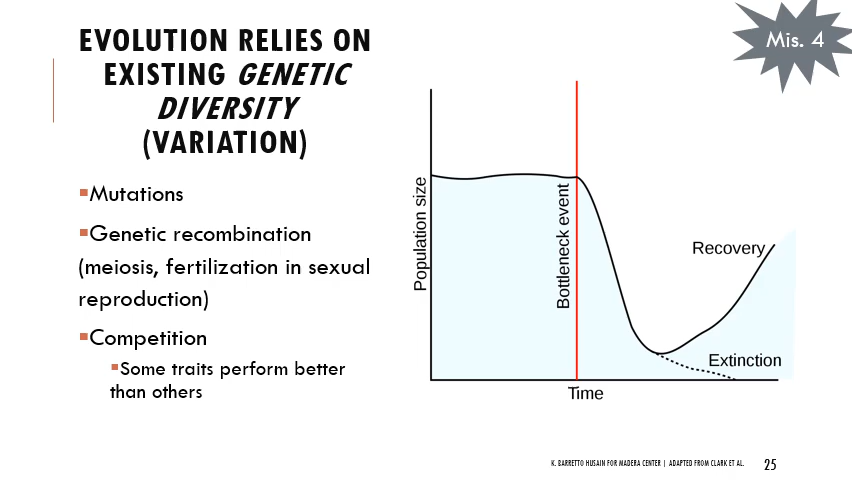 EVOLUTION RELIES ON
EXISTING GENETIC
DIVERSITY
(VARIATION)
Mis. 4
▪Mutations
▪Genetic recombination
(meiosis, fertilization in sexual
reproduction)
▪Competition
▪Some traits perform better
than others
Population size
Bottleneck event
Recovery
Extinction
Time
K. BARRETTO HUSAIN FOR MADERA CENTER | ADAPTED FROM CLARK ET AL.
25